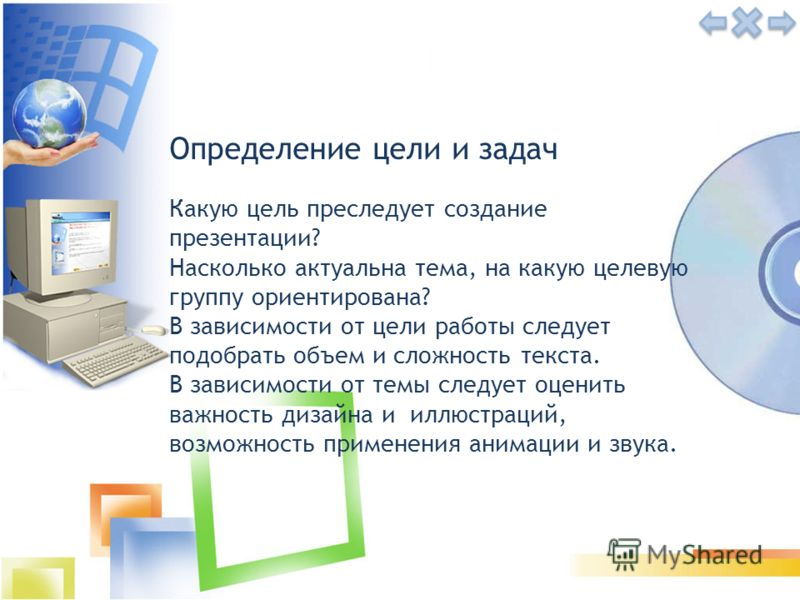 Определение цели и задач
Какую цель преследует создание
презентации?
Насколько актуальна тема, на какую целевую
группу ориентирована?
В зависимости от цели работы следует
подобрать объем и сложность текста.
В зависимости от темы следует оценить
важность дизайна и иллюстраций,
возможность применения анимации и звука.
MyShared